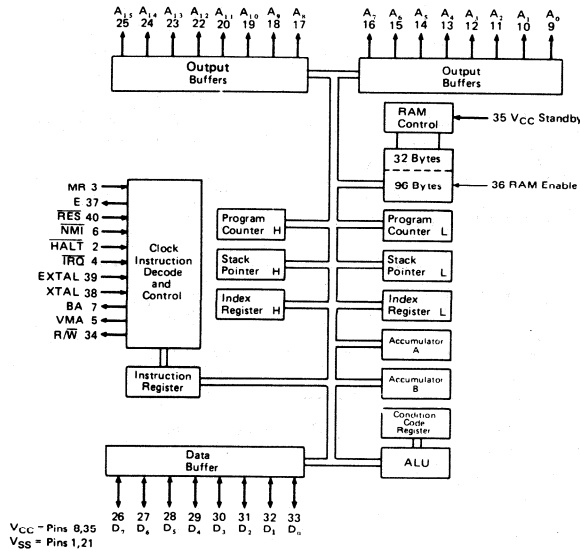 A15 A14 A13 A12 A11 A10 A9 A8
25 24 23 22 20 19 18 17
A7 A6 A5 A4 A3 A2 A1 A0
16 15 14 13 12 11 10 9
Output
Buffers
Output
Buffers
RAM
Control
35 VCC Standby
32 Bytes
96 Bytes
36 RAM Enable
MR 3
E 37
RES 40
NMI 6
HALT 2
IRQ 4
EXTAL 39
XTAL 38
BA 7
VMA 5
R/W 34
Clock
Instruction
Decode
and
Control
Program
Counter H
Program
Counter L
Stack
Pointer H
Stack
Pointer L
Index
Register H
Index
Register L
Accumulator
A
Instruction
Register
Accumulator
B
Condition
Code
Register
ALU
Data
Buffer
26 27 28 29 30 31 32 33
D7 D6 D5 D4 D3 D2 D1 D0
VCC - Pins 8,35
VSS = Pins 1,21